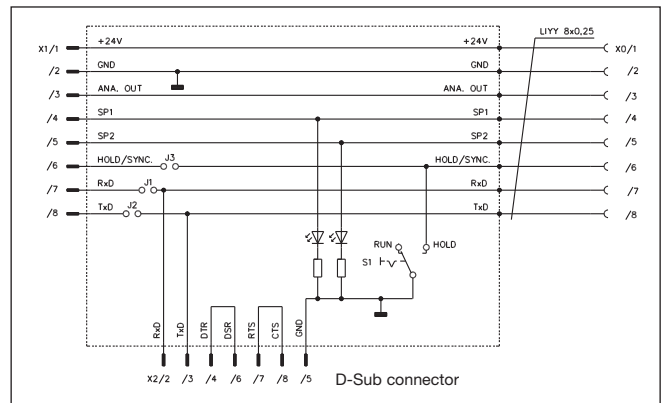 LIYY 8x0.25
X1/1 +24V +24V X0/1
/2 GND GND /2
/3 ANA. OUT ANA. OUT /3
/4 SP1 SP1 /4
/5 SP2 SP2 /5
/6 HOLD/SYNC. J3 HOLD/SYNC. /6
/7 RxD J1 RxD /7
/8 TxD J2 TxD /8
RUN HOLD
S1
RxD TxD DTR DSR RTS CTS GND
X2/2 /3 /4 /6 /7 /8 /5 D-Sub connector